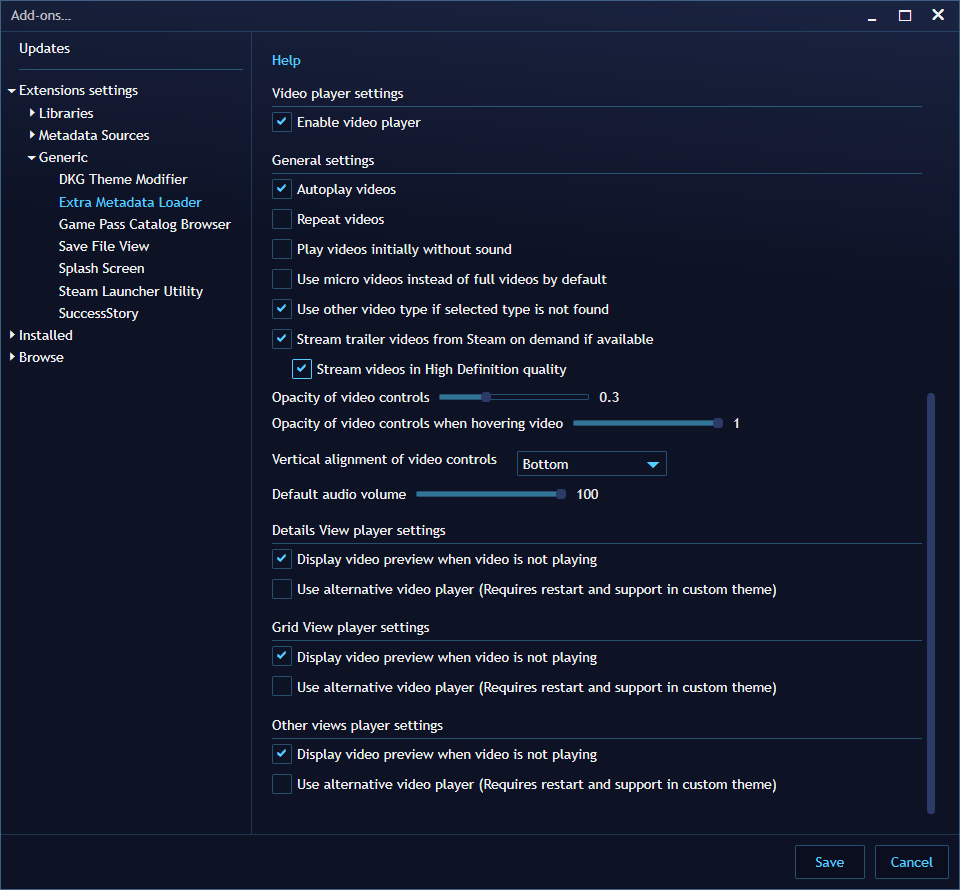 Add-ons...
Updates
Extensions settings
Libraries
Metadata Sources
Generic
DKG Theme Modifier
Extra Metadata Loader
Game Pass Catalog Browser
Save File View
Splash Screen
Steam Launcher Utility
SuccessStory
Installed
Browse
Help
Video player settings
Enable video player
General settings
Autoplay videos
Repeat videos
Play videos initially without sound
Use micro videos instead of full videos by default
Use other video type if selected type is not found
Stream trailer videos from Steam on demand if available
Stream videos in High Definition quality
Opacity of video controls 0.3
Opacity of video controls when hovering video 1
Vertical alignment of video controls Bottom
Default audio volume 100
Details View player settings
Display video preview when video is not playing
Use alternative video player (Requires restart and support in custom theme)
Grid View player settings
Display video preview when video is not playing
Use alternative video player (Requires restart and support in custom theme)
Other views player settings
Display video preview when video is not playing
Use alternative video player (Requires restart and support in custom theme)
Save Cancel